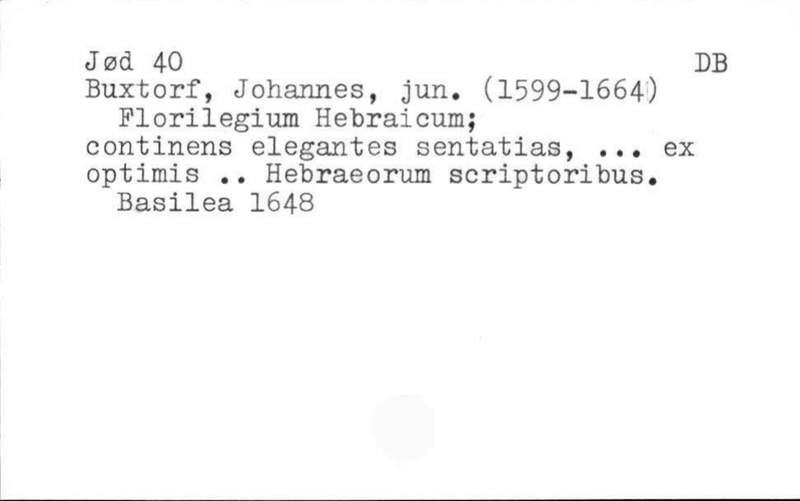 Jød 40 DB
Buxtorf, Johannes, jun. (1599-1664)
Florilegium Hebraicum;
continens elegantes sentatias, ... ex
optimis .. Hebraeorum scriptoribus.
Basilea 1648